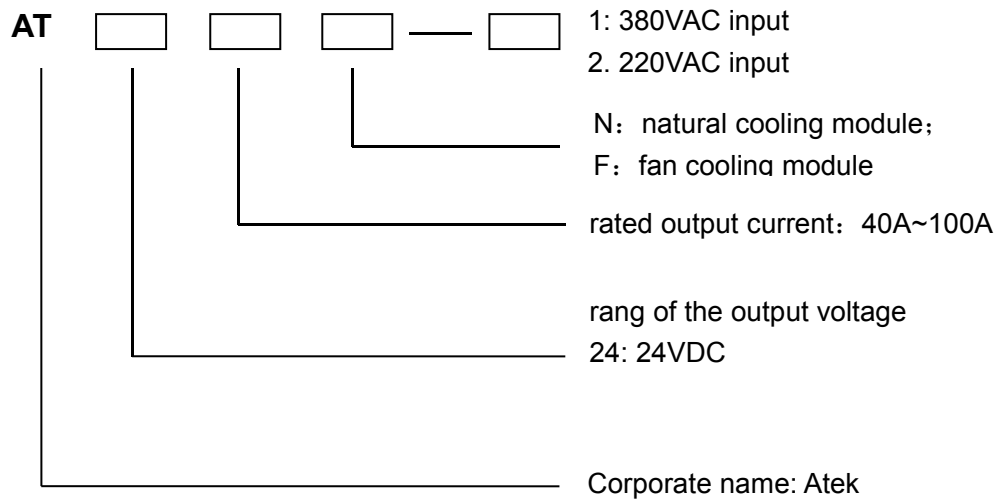 AT
1: 380VAC input
2. 220VAC input
N：natural cooling module；
F：fan cooling module
rated output current：40A~100A
rang of the output voltage
24: 24VDC
Corporate name: Atek